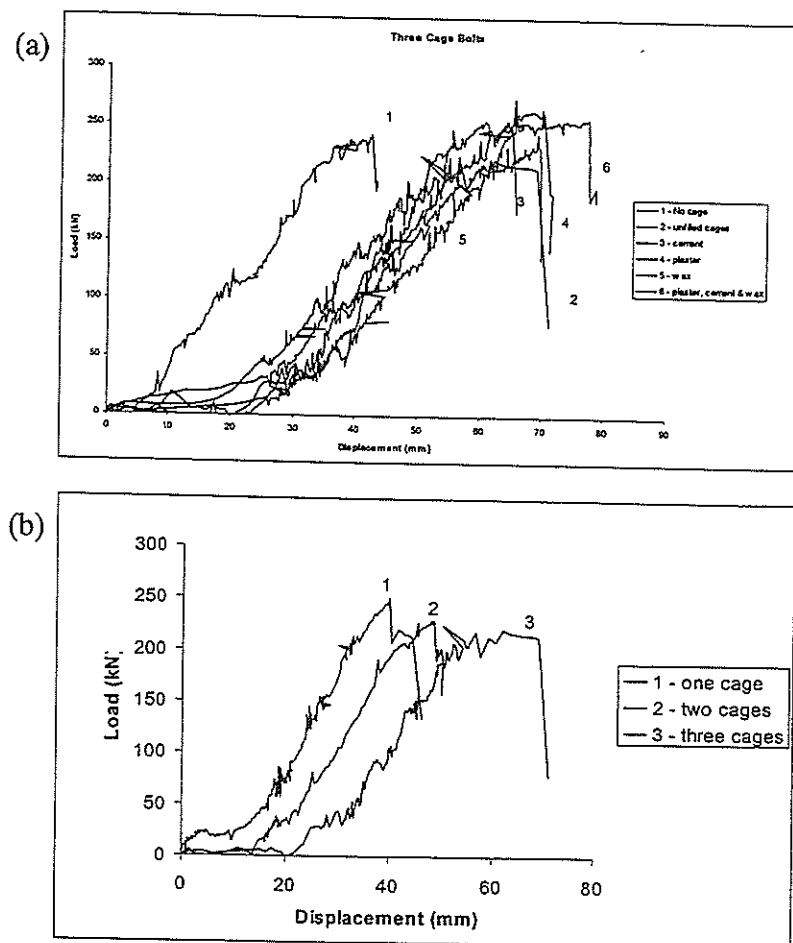 (a)
Three Cage Bolts
300
250
200
150
100
50
0
Load (kN)
0 10 20 30 40 50 60 70 80 90
Displacement (mm)
1
2
3
4
5
6
1 - No cage
2 - unfilled cages
3 - cement
4 - plaster
5 - wax
6 - plaster, cement & wax
(b)
300
250
200
150
100
50
0
Load (kN)
0 20 40 60 80
Displacement (mm)
1
2
3
1 - one cage
2 - two cages
3 - three cages